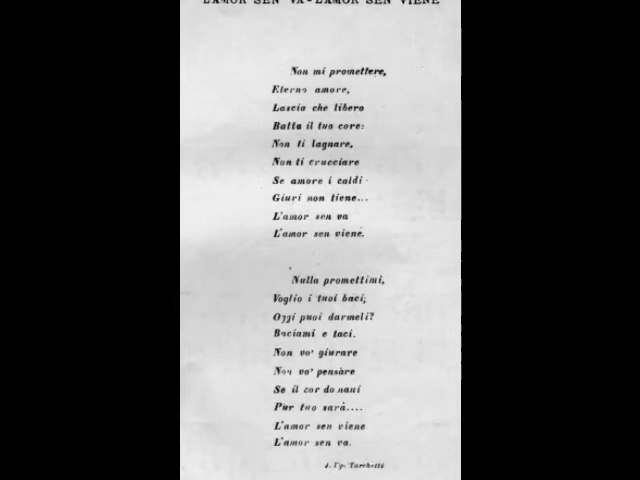 L'AMOR SEN VA-L'AMOR SEN VIENE
Non mi promettere,
Eterno amore,
Lascia che libero
Batta il tuo core:
Non ti lagnare,
Non ti crucciare
Se amore i caldi
Giuri non tiene...
L'amor sen va
L'amor sen viene.
Nulla promettimi,
Voglio i tuoi baci;
Oggi puoi darmeli?
Baciami e taci.
Non vo' giurare
Non vo' pensàre
Se il cor domani
Pur tuo sarà....
L'amor sen viene
L'amor sen va.
J. Ugo Tarchetti